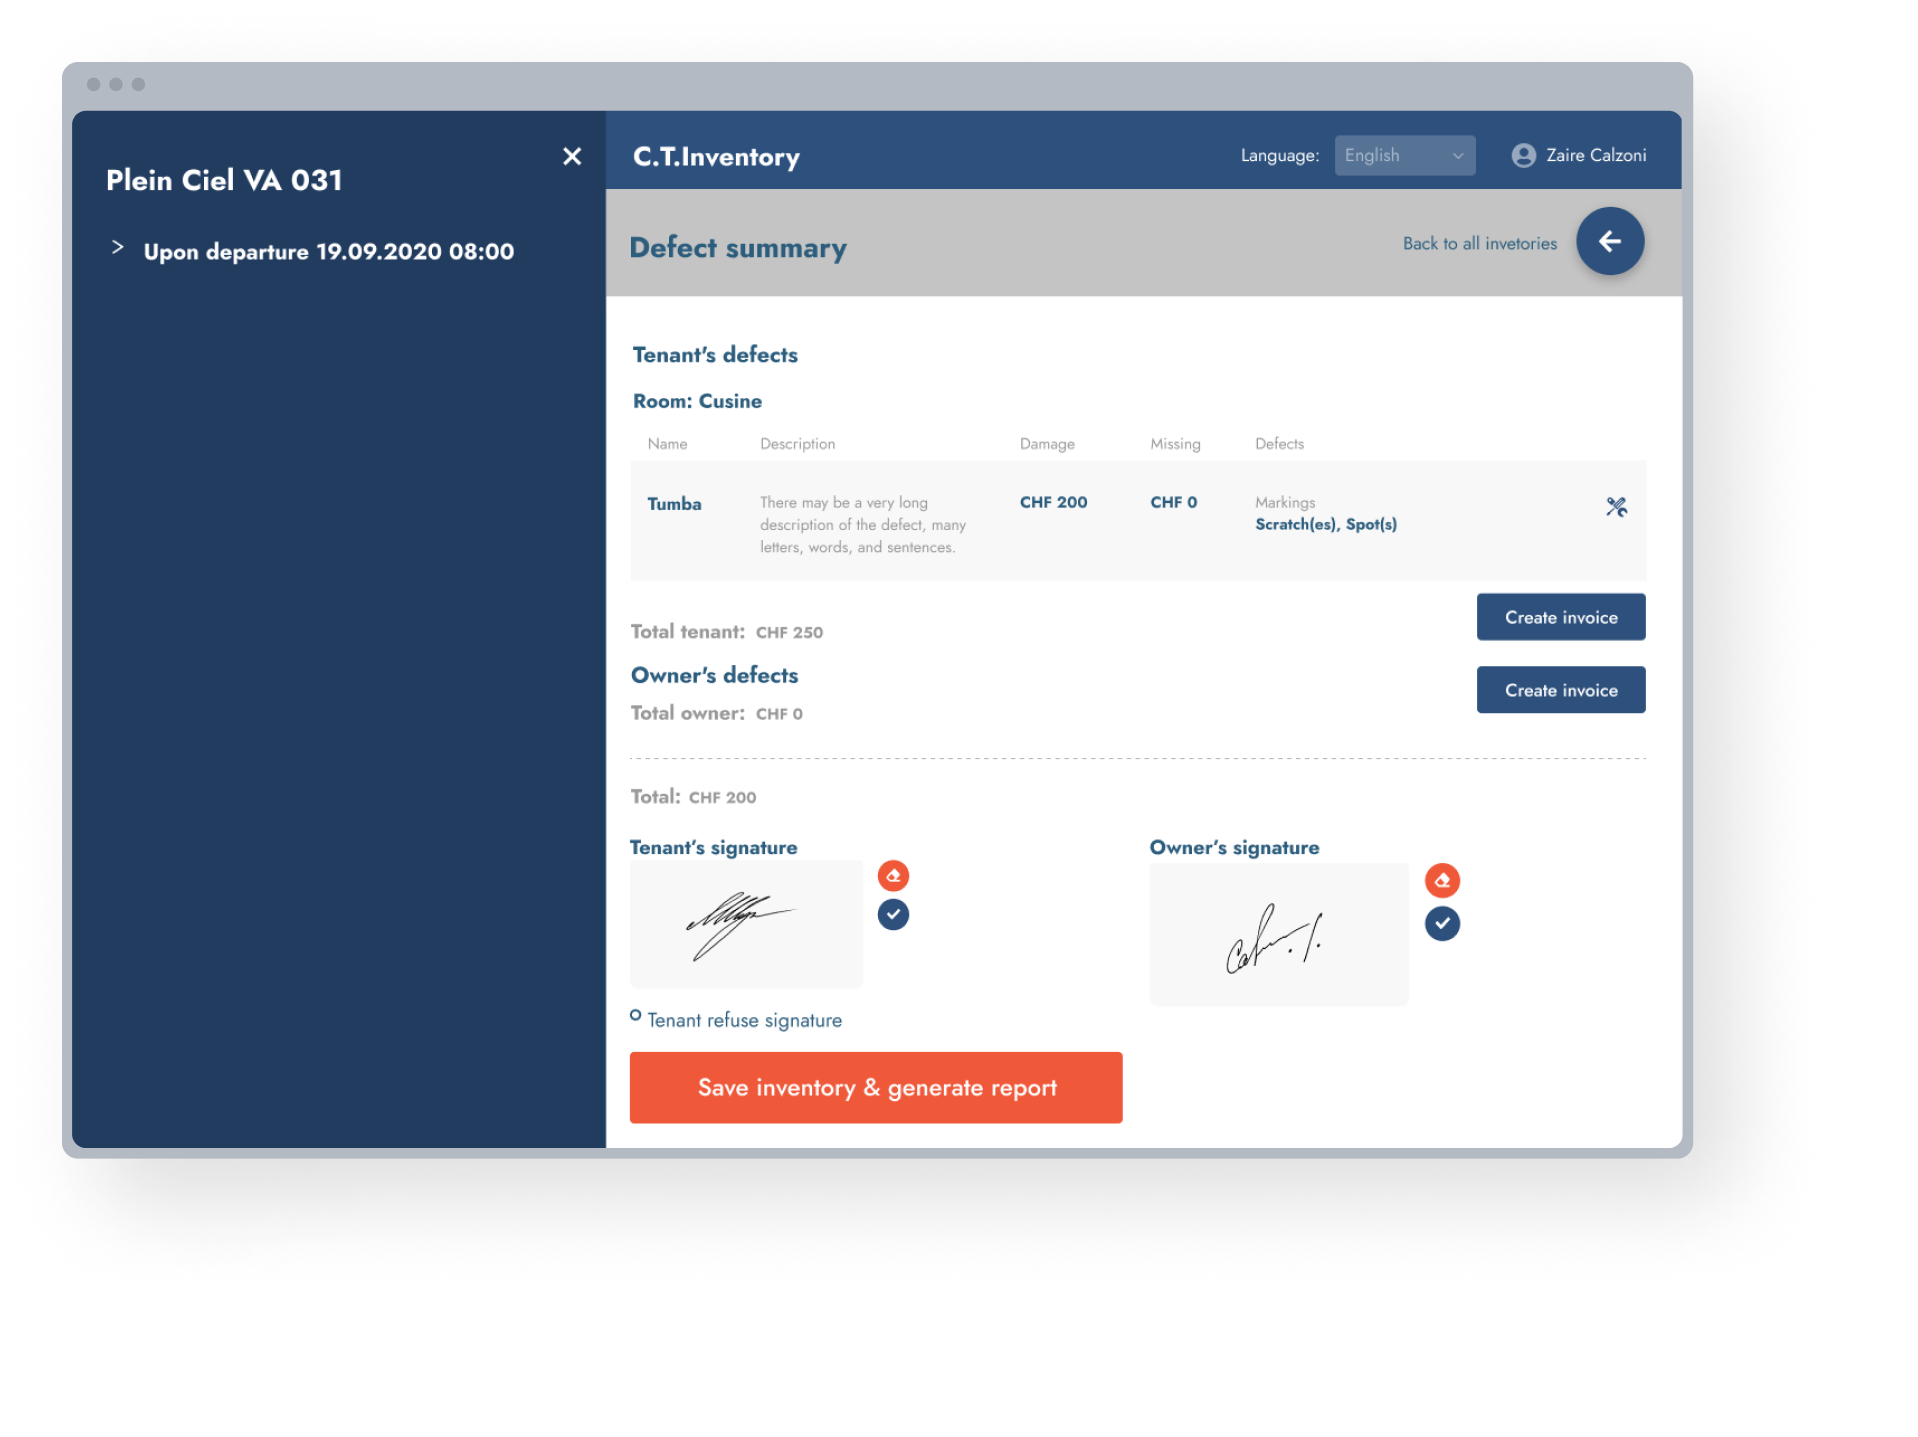 Plein Ciel VA 031
> Upon departure 19.09.2020 08:00
C.T.Inventory
Language: English
Zaire Calzoni
Defect summary
Back to all invetories
Tenant's defects
Room: Cusine
Name Description Damage Missing Defects
Tumba
There may be a very long
description of the defect, many
letters, words, and sentences.
CHF 200
CHF 0
Markings
Scratch(es), Spot(s)
Total tenant: CHF 250
Create invoice
Owner's defects
Total owner: CHF 0
Create invoice
Total: CHF 200
Tenant's signature
Owner's signature
Tenant refuse signature
Save inventory & generate report